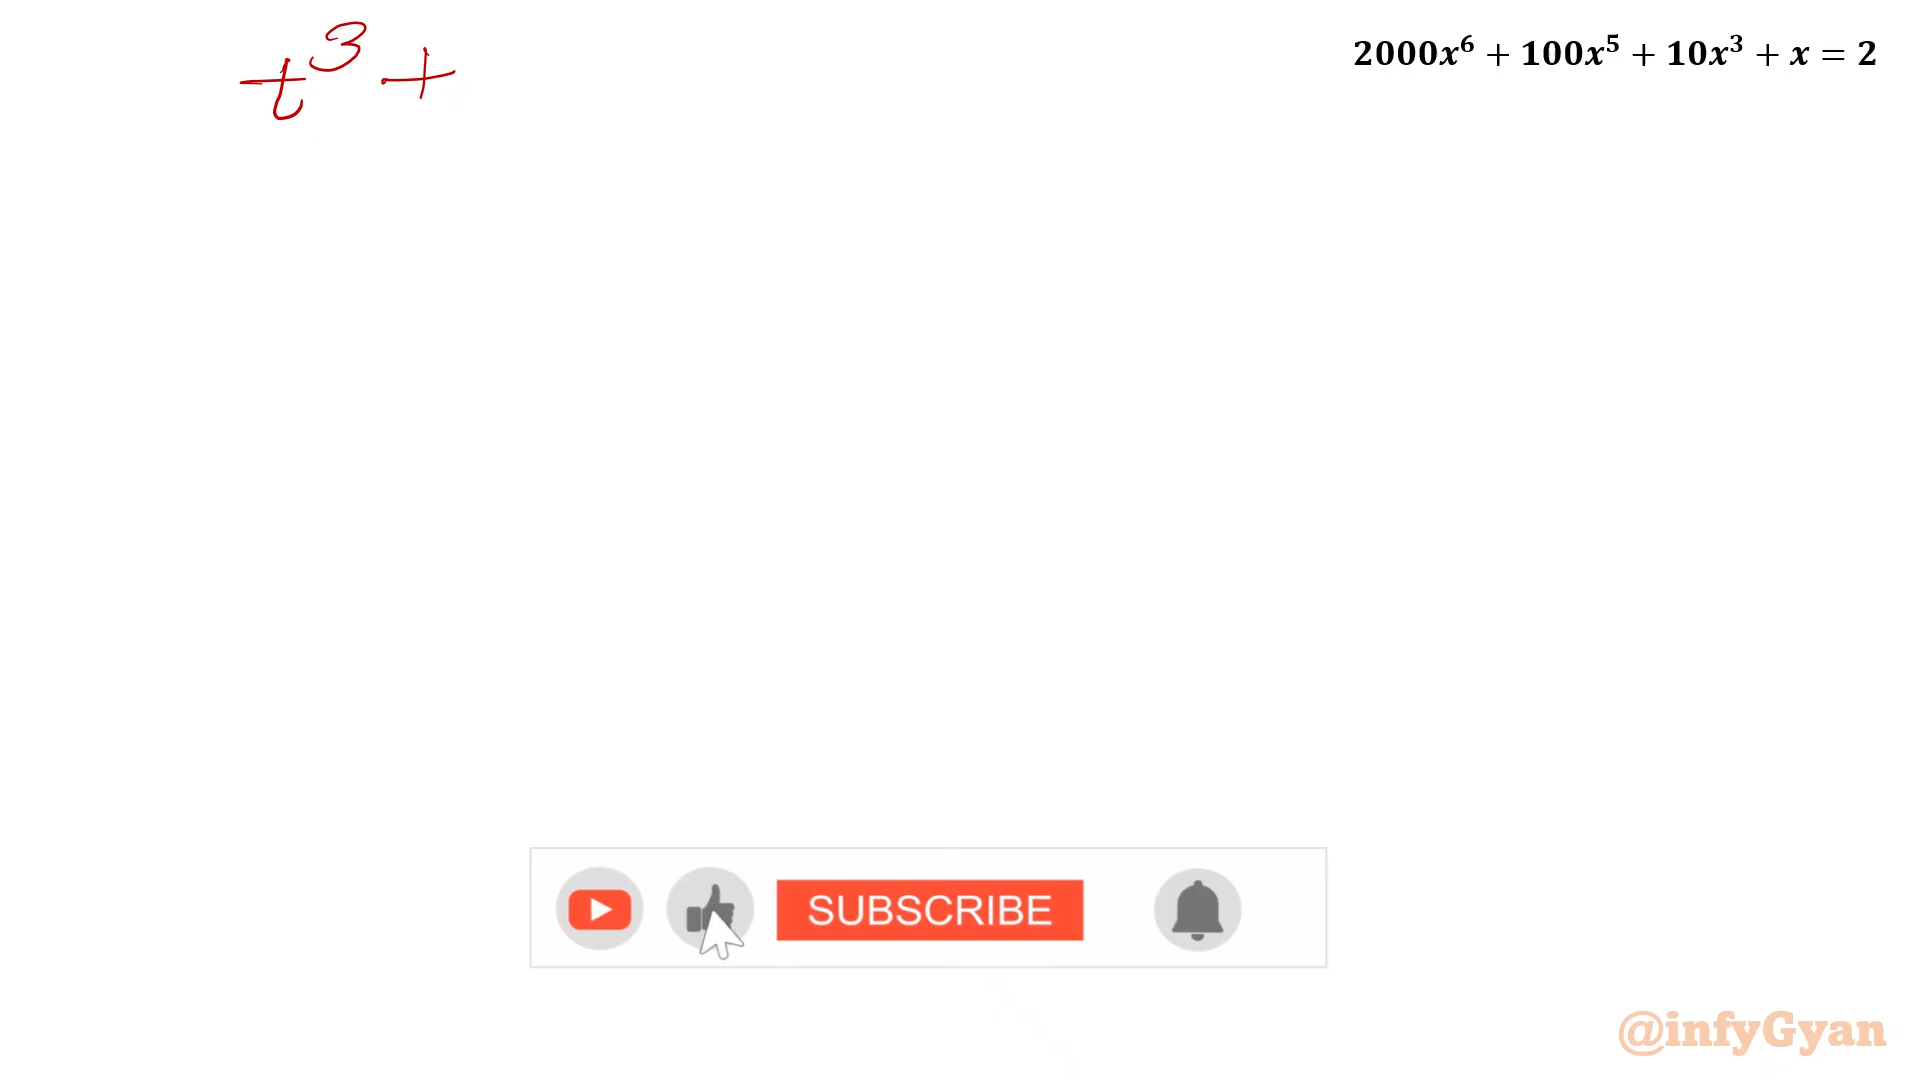 t³ +
2000x⁶ + 100x⁵ + 10x³ + x = 2
SUBSCRIBE
@infyGyan